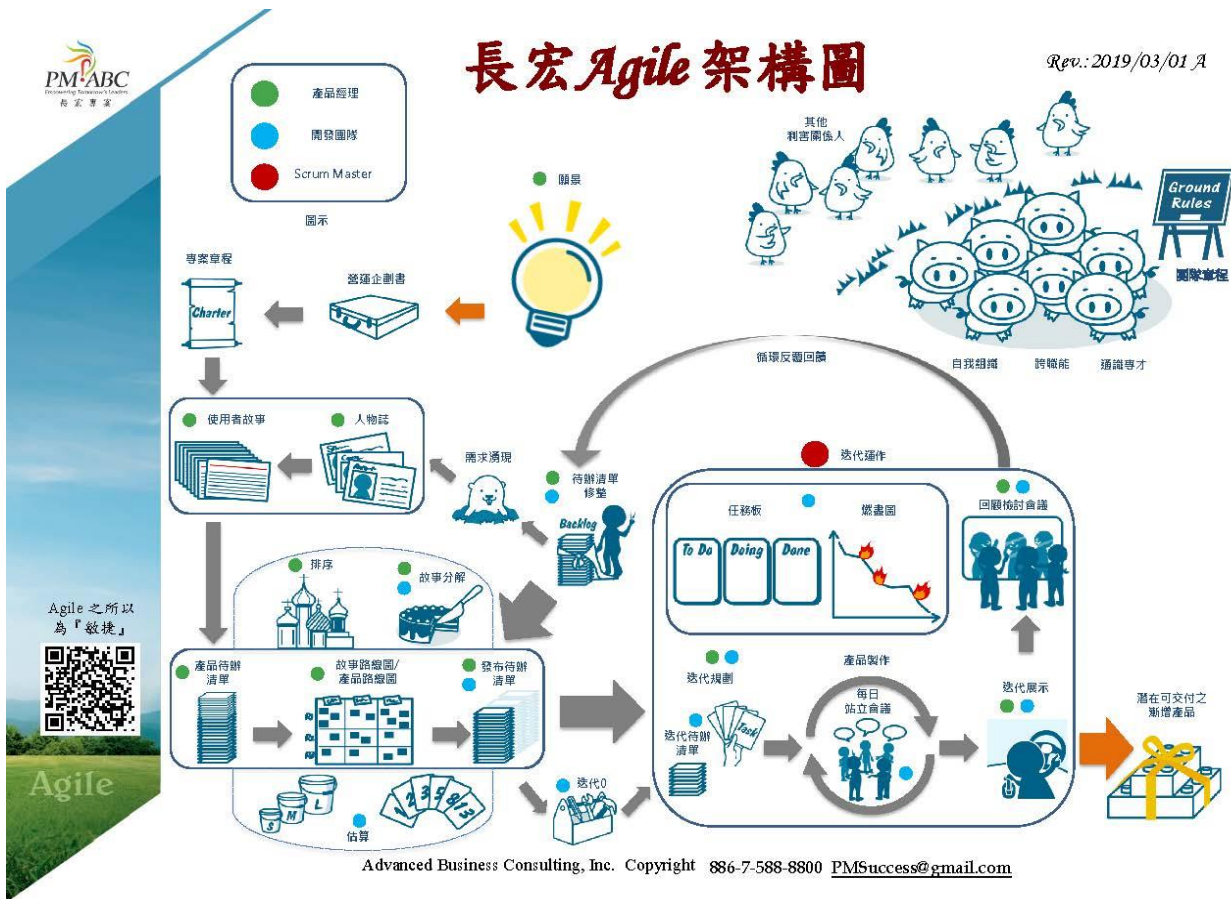 PM ABC
Empowering Tomorrow's Leaders
長宏專案
長宏Agile架構圖
Rev.:2019/03/01 A
產品經理
開發團隊
Scrum Master
圖示
願景
其他
利害關係人
Ground
Rules
團隊章程
自我組織
跨職能
通識專才
專案章程
Charter
營運企劃書
循環反覆回饋
使用者故事
人物誌
需求湧現
待辦清單
修整
Backlog
迭代運作
任務板
燃盡圖
To Do
Doing
Done
回顧檢討會議
排序
故事分解
產品待辦
清單
故事路線圖/
產品路線圖
發布待辦
清單
迭代規劃
Task
迭代待辦
清單
產品製作
每日
站立會議
迭代展示
潛在可交付之
漸增產品
S
M
L
1
2
3
5
8
13
估算
迭代0
Agile 之所以
為『敏捷』
Agile
Advanced Business Consulting, Inc. Copyright 886-7-588-8800 PMSuccess@gmail.com